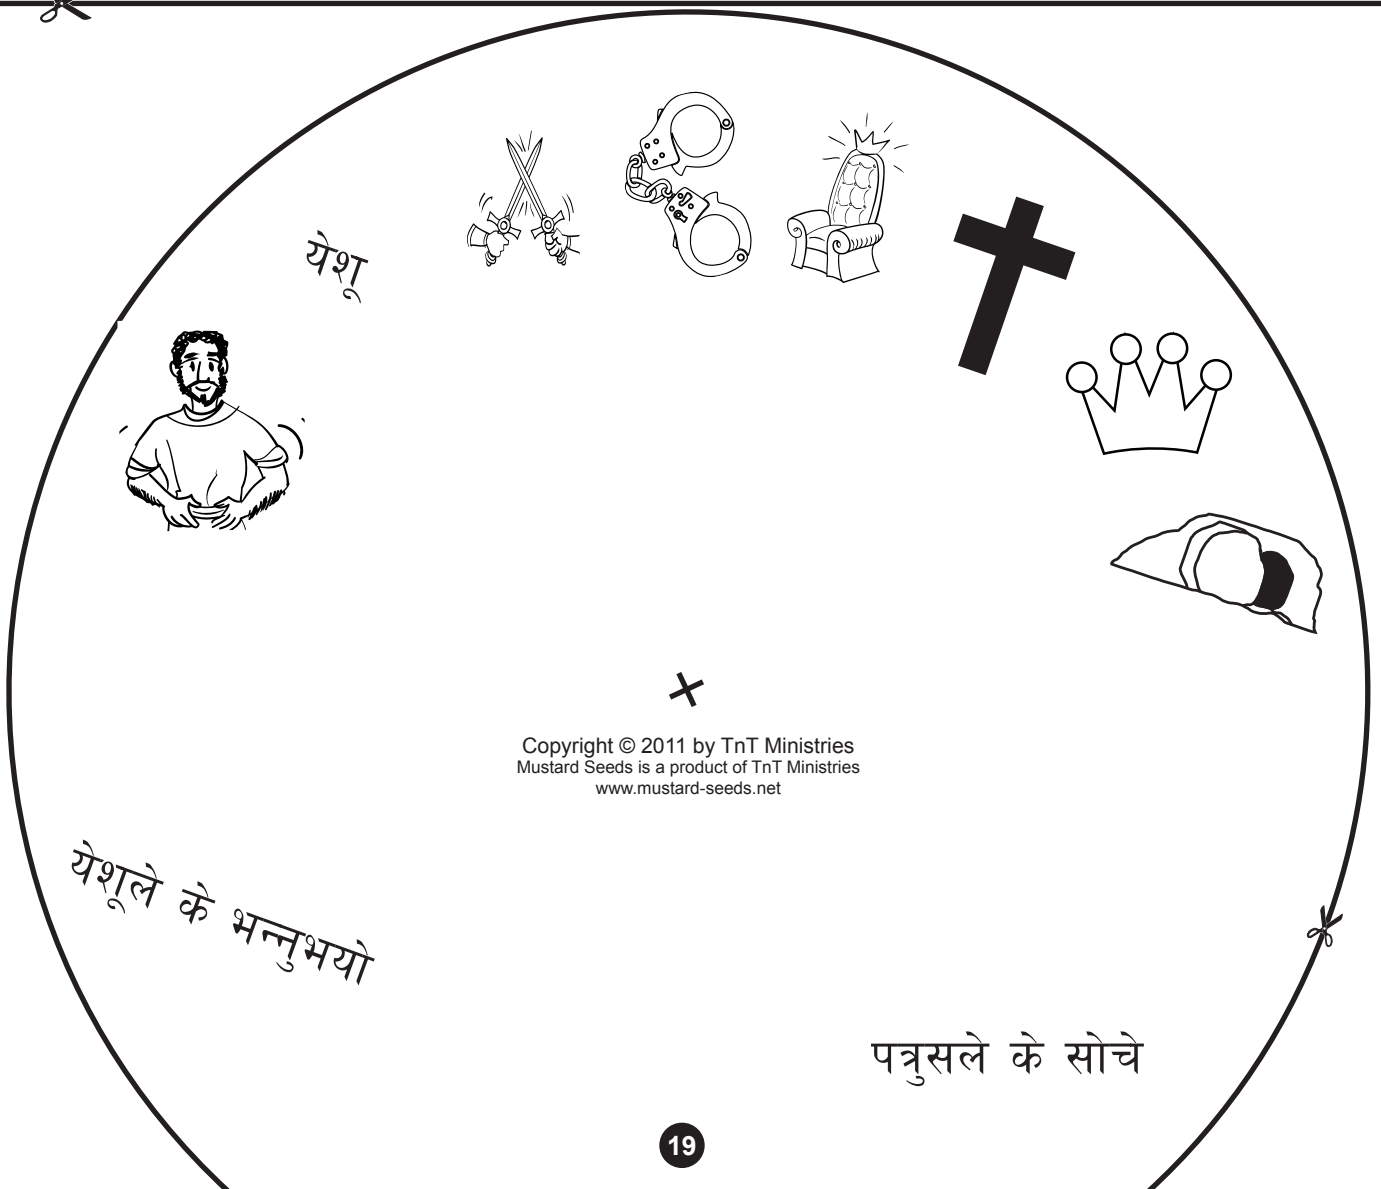 येशू
Copyright © 2011 by TnT Ministries
Mustard Seeds is a product of TnT Ministries
www.mustard-seeds.net
येशूले के भन्नुभयो
पत्रुसले के सोचे
19